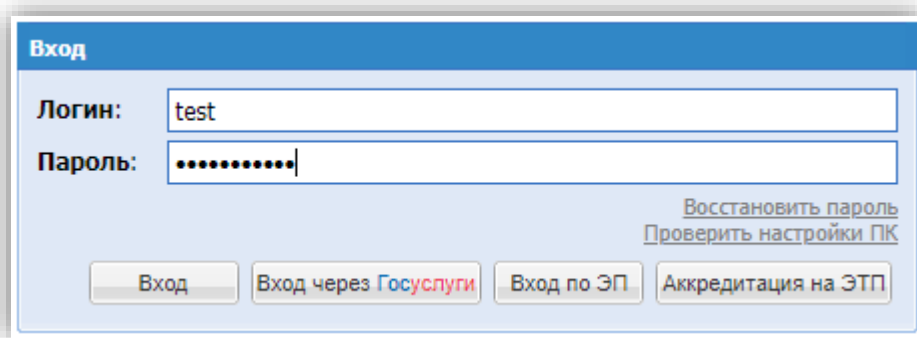 Вход
Логин: test
Пароль: •••••••••••
Восстановить пароль
Проверить настройки ПК
Вход Вход через Госуслуги Вход по ЭП Аккредитация на ЭТП